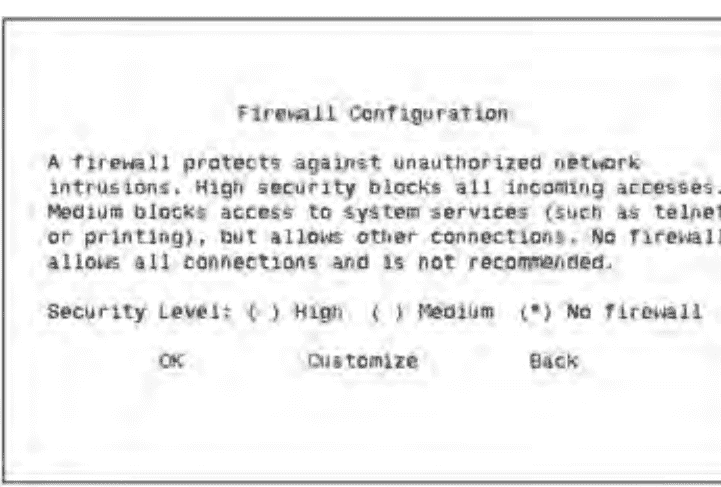 Firewall Configuration
A firewall protects against unauthorized network
intrusions. High security blocks all incoming accesses.
Medium blocks access to system services (such as telnet
or printing), but allows other connections. No firewall
allows all connections and is not recommended.
Security Level: ( ) High ( ) Medium (*) No firewall
OK Customize Back